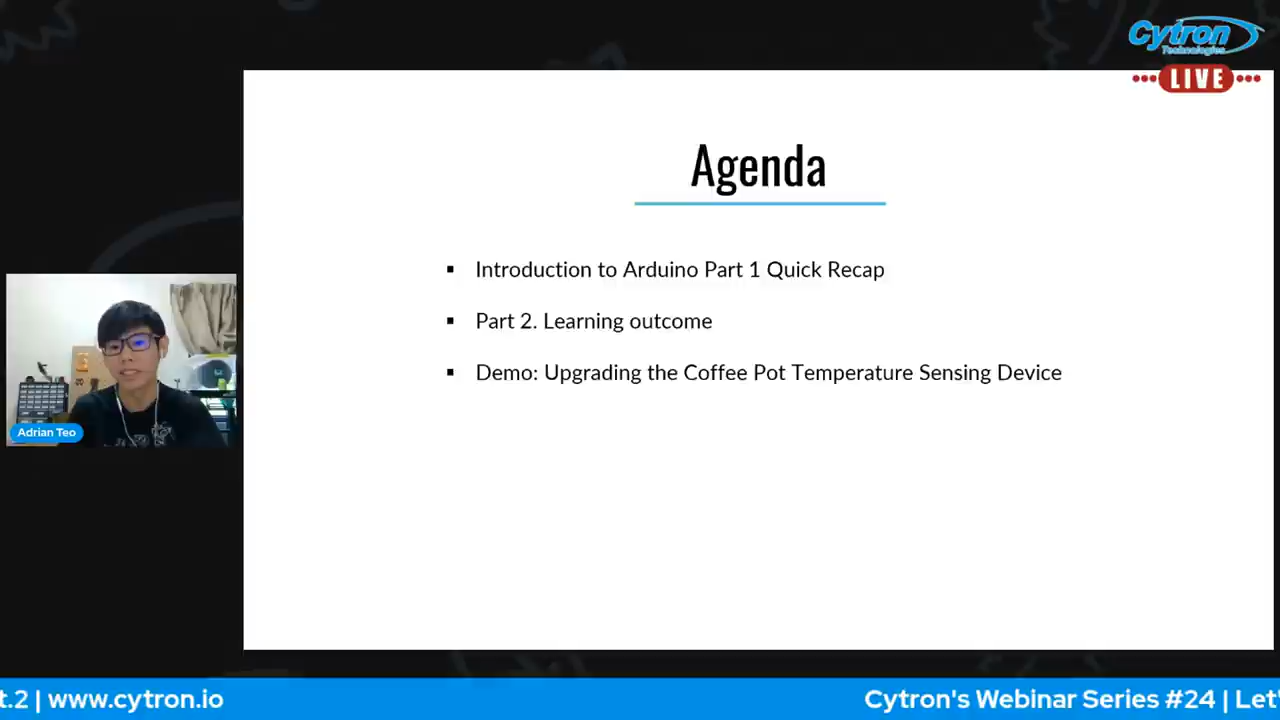 Cytron
Technologies
LIVE
Agenda
Introduction to Arduino Part 1 Quick Recap
Part 2. Learning outcome
Demo: Upgrading the Coffee Pot Temperature Sensing Device
Adrian Teo
t.2 | www.cytron.io
Cytron's Webinar Series #24 | Let'